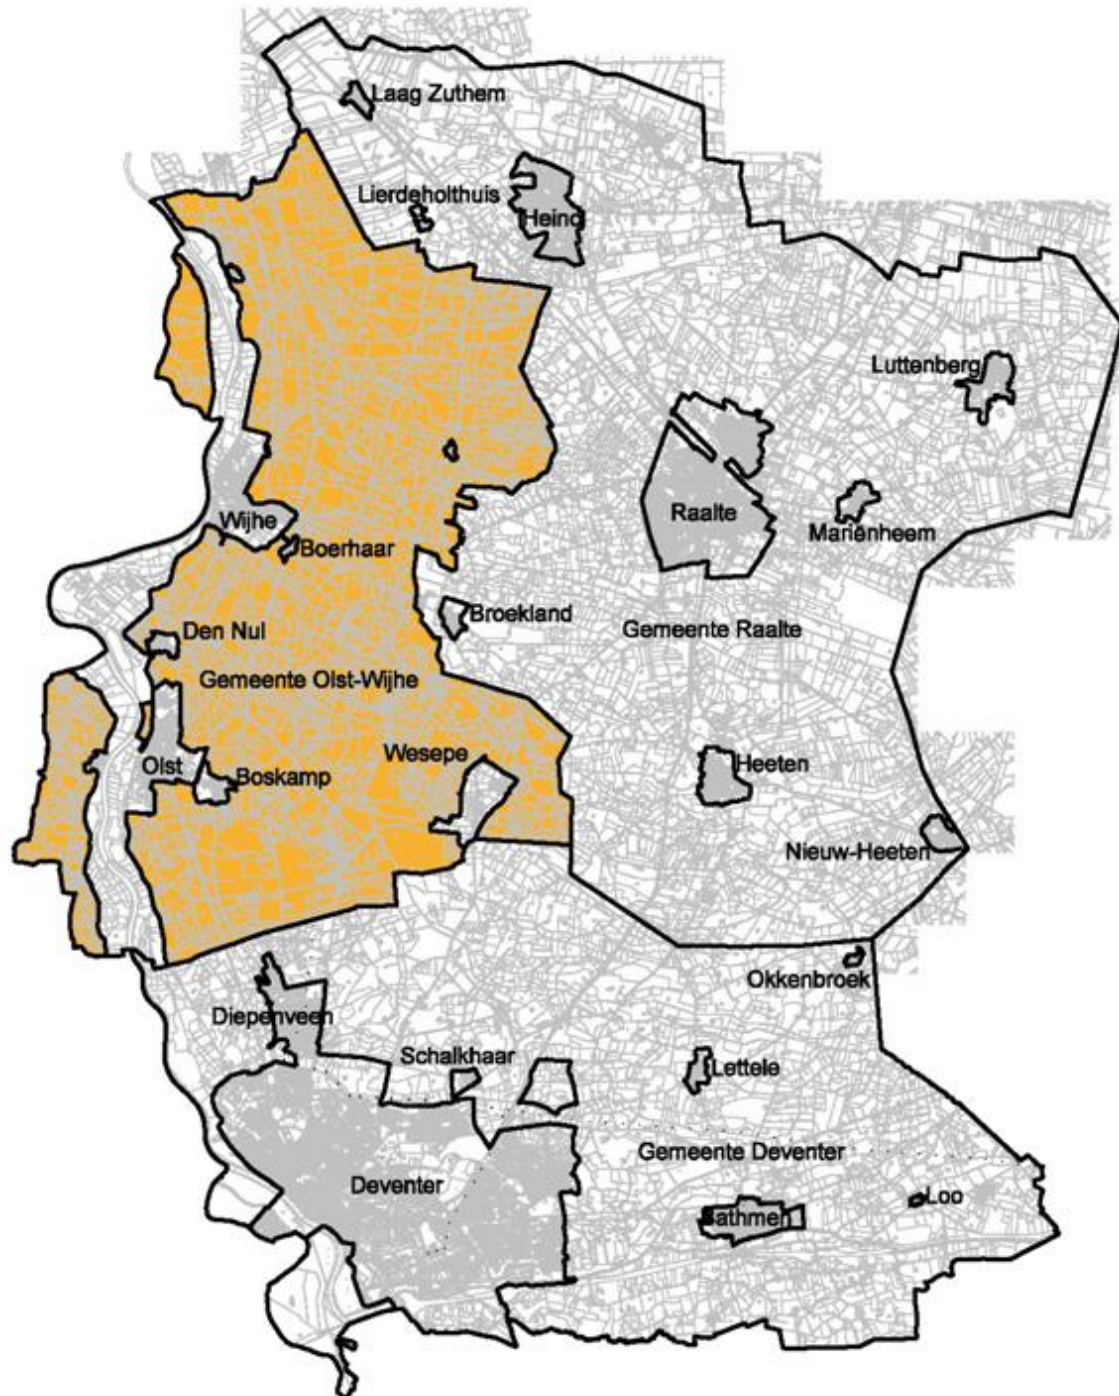 Laag Zuthem
Lierdeholthuis
Heino
Luttenberg
Raalte
Mariënheem
Wijhe
Boerhaar
Broekland
Den Nul
Gemeente Raalte
Gemeente Olst-Wijhe
Wesepe
Olst
Boskamp
Heeten
Nieuw-Heeten
Okkenbroek
Diepenveen
Schalkhaar
Lettele
Gemeente Deventer
Deventer
Loo
Bathmen